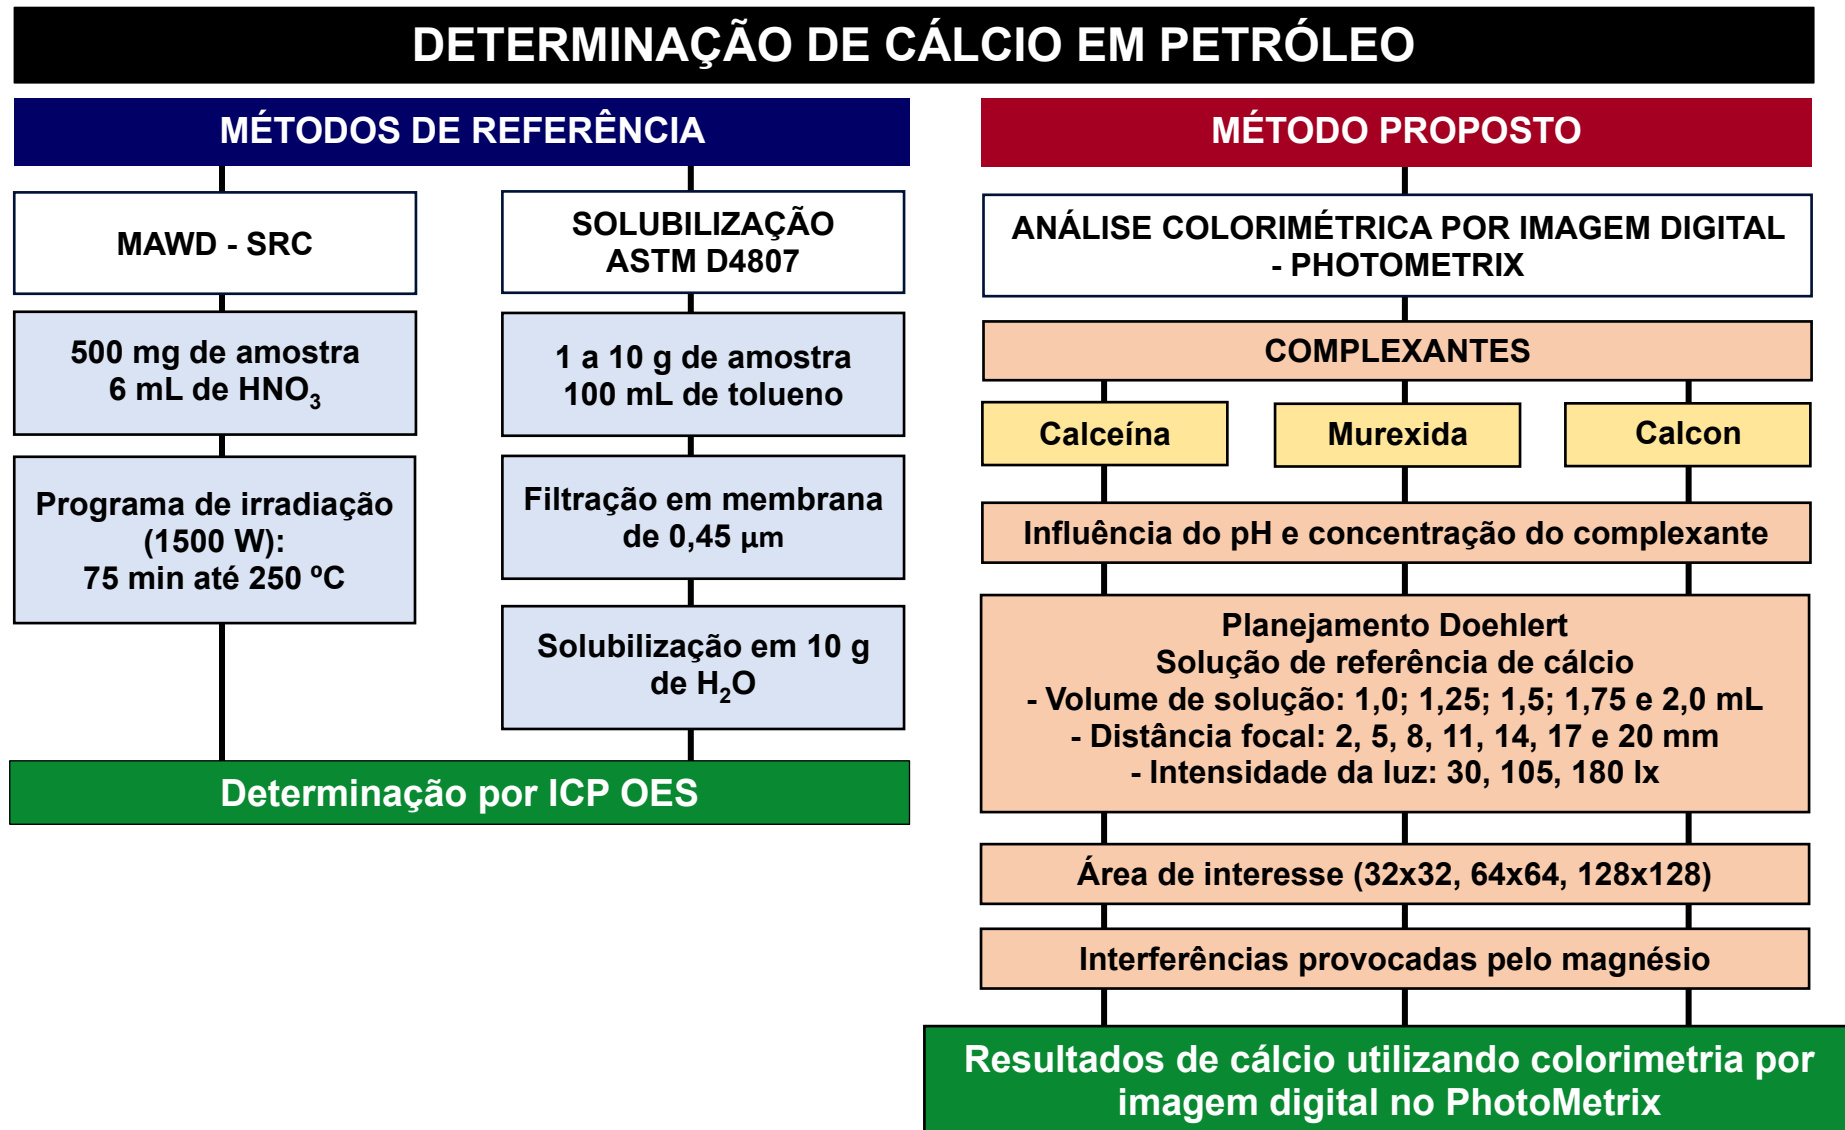 DETERMINAÇÃO DE CÁLCIO EM PETRÓLEO
MÉTODOS DE REFERÊNCIA
MAWD - SRC
500 mg de amostra
6 mL de HNO₃
Programa de irradiação
(1500 W):
75 min até 250 ºC
SOLUBILIZAÇÃO
ASTM D4807
1 a 10 g de amostra
100 mL de tolueno
Filtração em membrana
de 0,45 µm
Solubilização em 10 g
de H₂O
Determinação por ICP OES
MÉTODO PROPOSTO
ANÁLISE COLORIMÉTRICA POR IMAGEM DIGITAL
- PHOTOMETRIX
COMPLEXANTES
Calceína
Murexida
Calcon
Influência do pH e concentração do complexante
Planejamento Doehlert
Solução de referência de cálcio
- Volume de solução: 1,0; 1,25; 1,5; 1,75 e 2,0 mL
- Distância focal: 2, 5, 8, 11, 14, 17 e 20 mm
- Intensidade da luz: 30, 105, 180 lx
Área de interesse (32x32, 64x64, 128x128)
Interferências provocadas pelo magnésio
Resultados de cálcio utilizando colorimetria por
imagem digital no PhotoMetrix